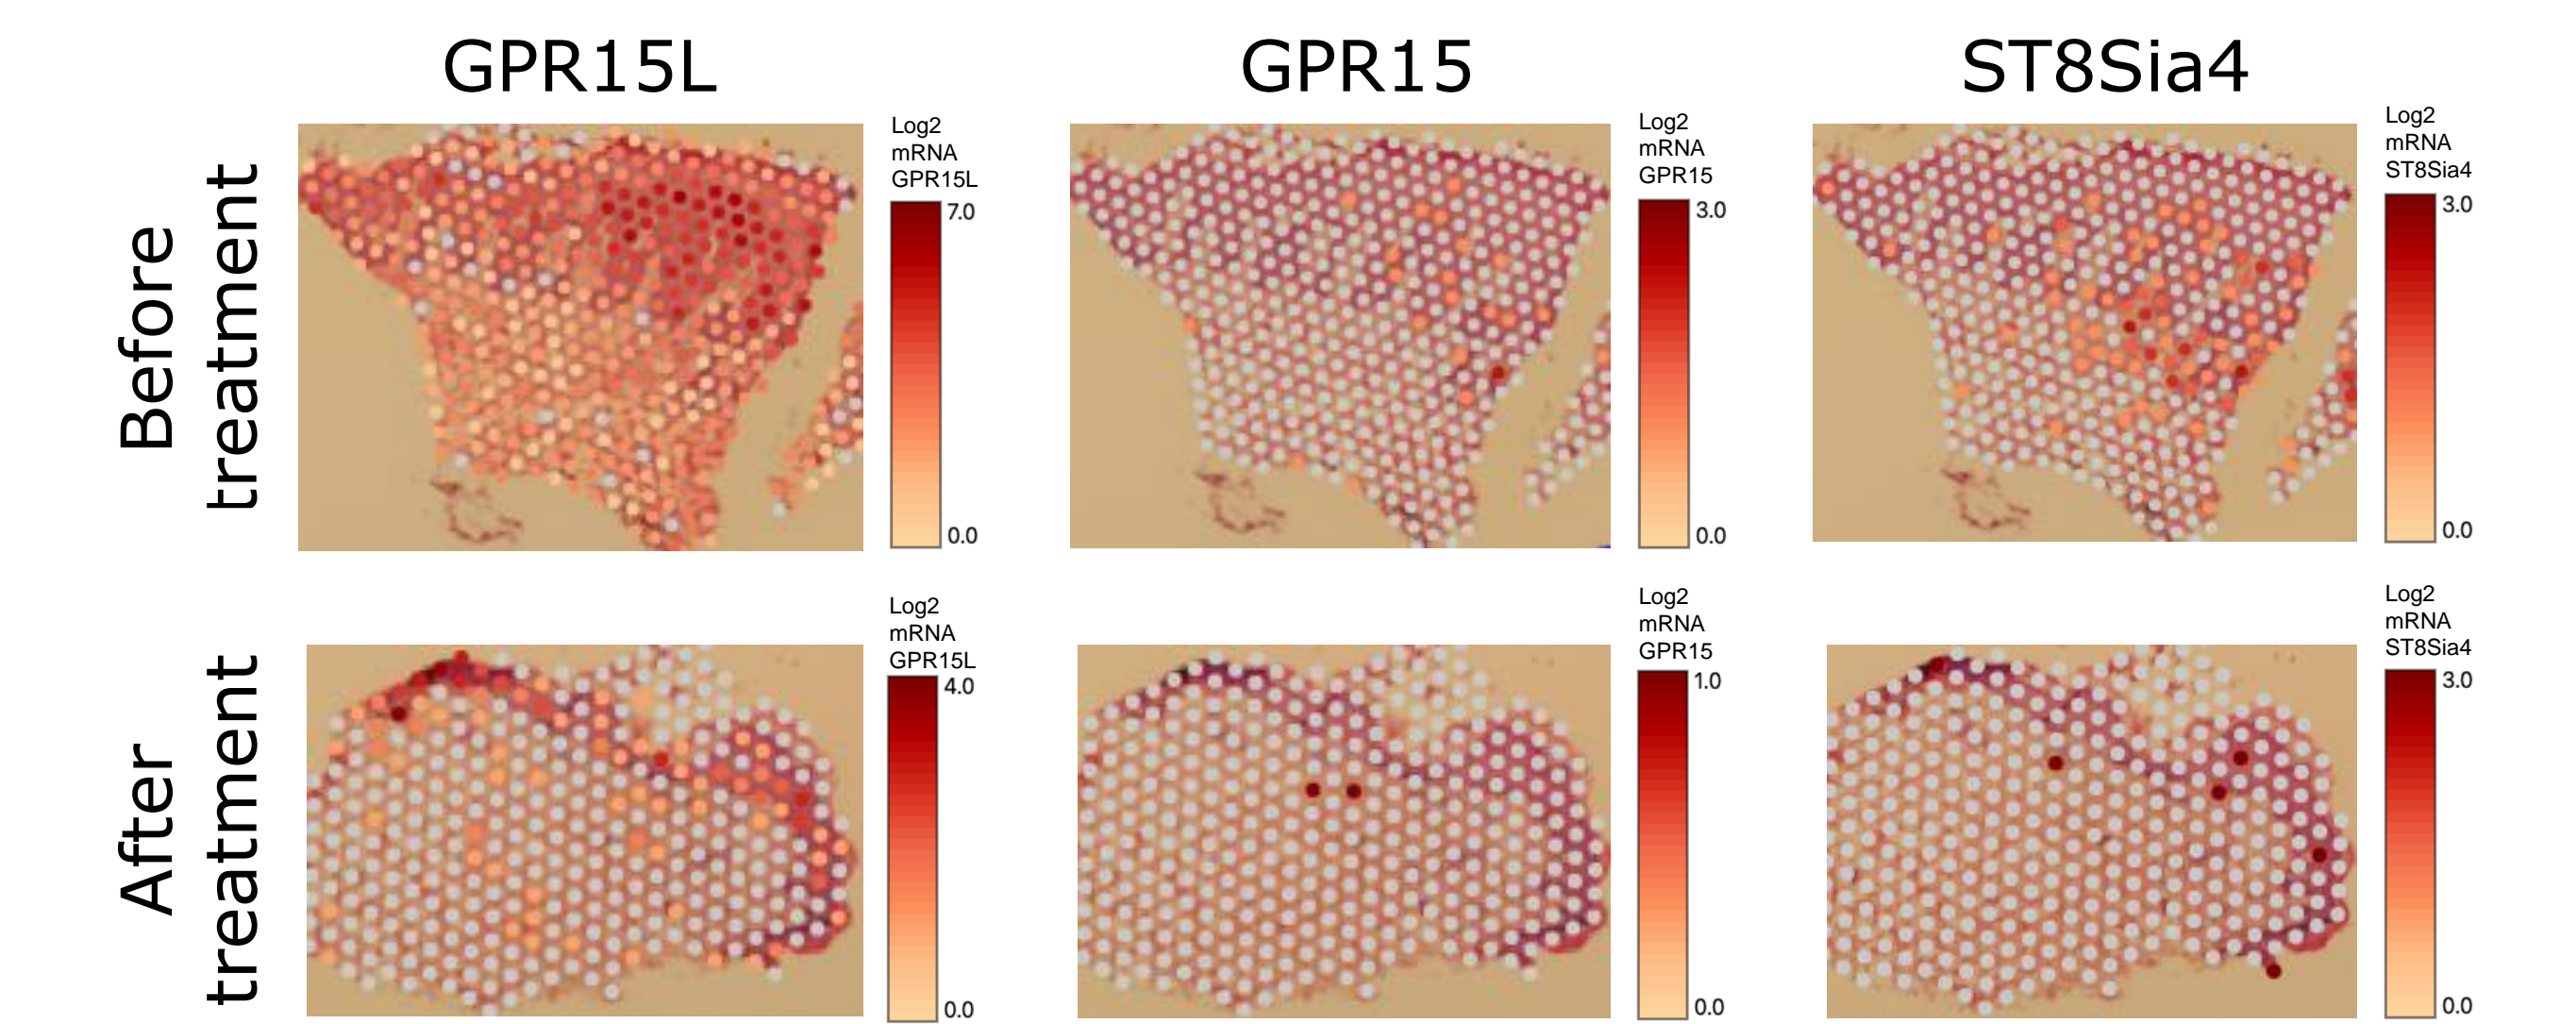 GPR15L
GPR15
ST8Sia4
Before
treatment
Log2
mRNA
GPR15L
7.0
0.0
Log2
mRNA
GPR15
3.0
0.0
Log2
mRNA
ST8Sia4
3.0
0.0
After
treatment
Log2
mRNA
GPR15L
4.0
0.0
Log2
mRNA
GPR15
1.0
0.0
Log2
mRNA
ST8Sia4
3.0
0.0